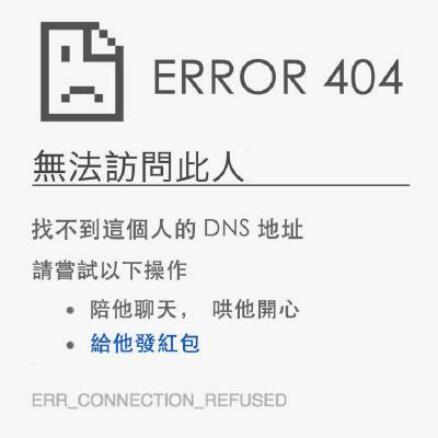 ERROR 404
無法訪問此人
找不到這個人的 DNS 地址
請嘗試以下操作
• 陪他聊天， 哄他開心
• 給他發紅包
ERR_CONNECTION_REFUSED